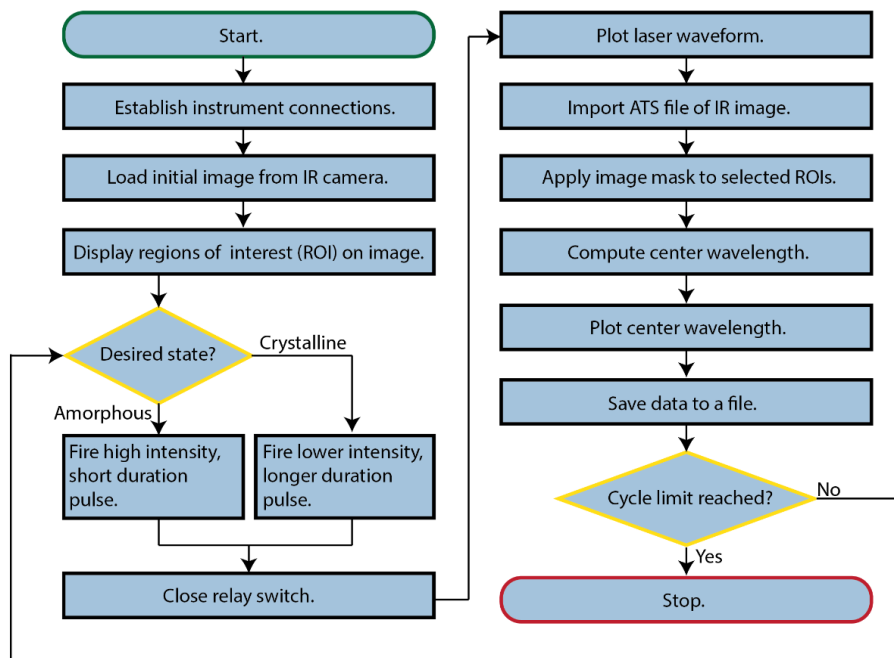 Start.
Establish instrument connections.
Load initial image from IR camera.
Display regions of interest (ROI) on image.
Desired state?
Crystalline
Amorphous
Fire high intensity,
short duration
pulse.
Fire lower intensity,
longer duration
pulse.
Close relay switch.
Plot laser waveform.
Import ATS file of IR image.
Apply image mask to selected ROIs.
Compute center wavelength.
Plot center wavelength.
Save data to a file.
Cycle limit reached?
No
Yes
Stop.